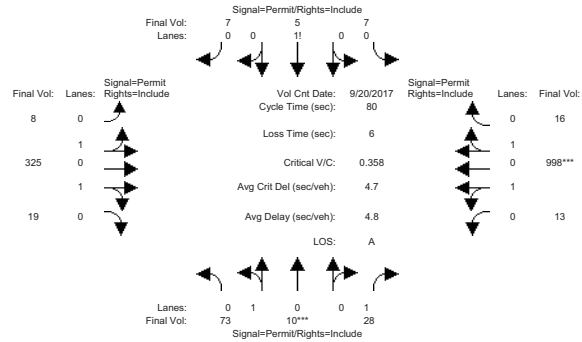 Signal=Permit/Rights=Include
Final Vol: 7 5 7
Lanes: 0 0 1! 0 0
Signal=Permit
Final Vol: Lanes: Rights=Include
Vol Cnt Date: 9/20/2017
Signal=Permit
Rights=Include Lanes: Final Vol:
Cycle Time (sec): 80
8 0
0 16
Loss Time (sec): 6
1
1
325 0
Critical V/C: 0.358
0 998***
1
Avg Crit Del (sec/veh): 4.7
1
19 0
Avg Delay (sec/veh): 4.8
0 13
LOS: A
Lanes: 0 1 0 0 1
Final Vol: 73 10*** 28
Signal=Permit/Rights=Include